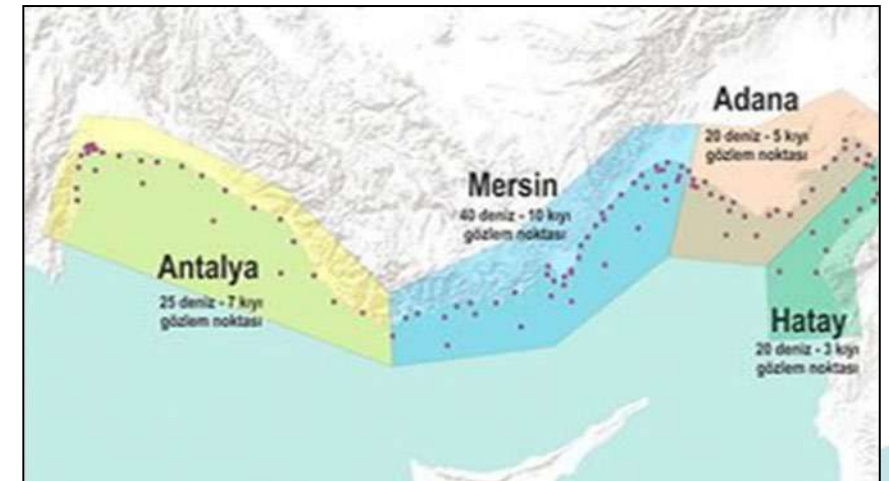 Adana
20 deniz - 5 kıyı
gözlem noktası
Mersin
40 deniz - 10 kıyı
gözlem noktası
Antalya
25 deniz - 7 kıyı
gözlem noktası
Hatay
20 deniz - 3 kıyı
gözlem noktası